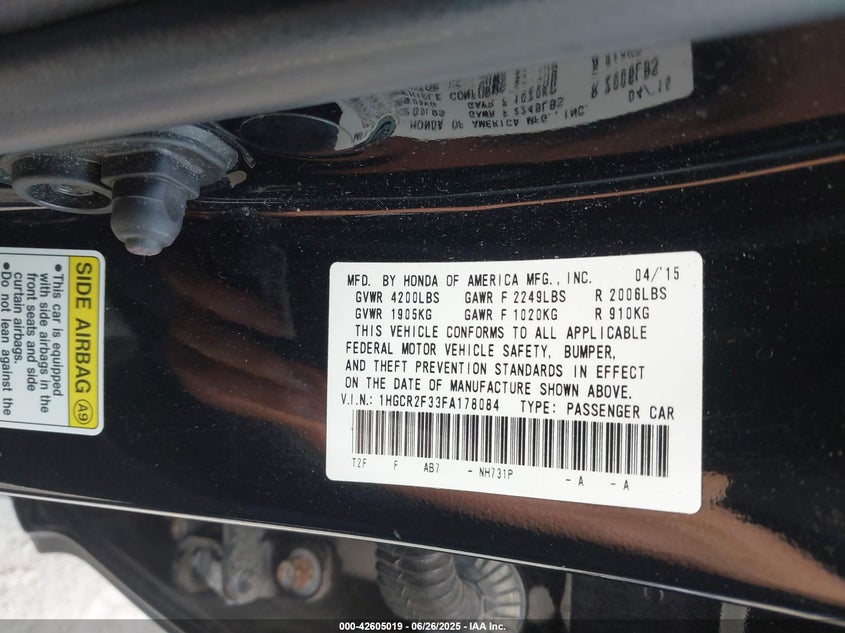 MFD. BY HONDA OF AMERICA MFG., INC. 04/'15
GVWR 4200LBS GAWR F 2249LBS R 2006LBS
GVWR 1905KG GAWR F 1020KG R 910KG
THIS VEHICLE CONFORMS TO ALL APPLICABLE
FEDERAL MOTOR VEHICLE SAFETY, BUMPER,
AND THEFT PREVENTION STANDARDS IN EFFECT
ON THE DATE OF MANUFACTURE SHOWN ABOVE.
V.I.N.: 1HGCR2F33FA178084 TYPE: PASSENGER CAR
T2F F AB7 - NH731P - A - A
SIDE AIRBAG A9
•This car is equipped
with side airbags in the
front seats and side
curtain airbags.
•Do not lean against
000-42605019 - 06/26/2025 - IAA Inc.